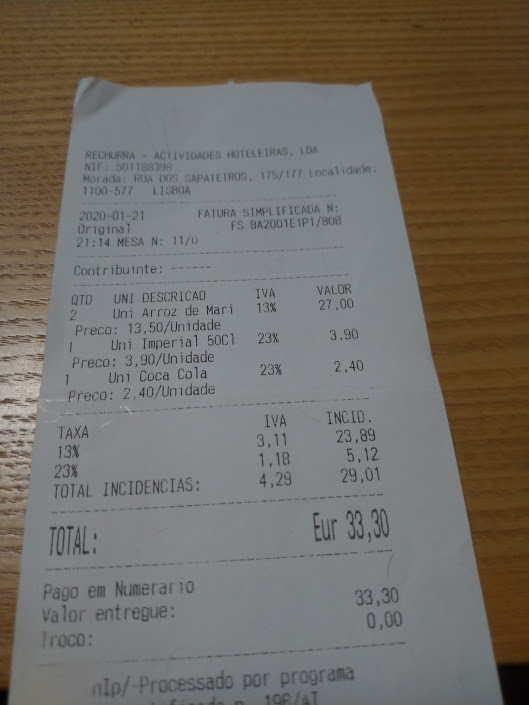 RECHURRA - ACTIVIDADES HOTELEIRAS, LDA
NIF: 501188398
Morada: RUA DOS SAPATEIROS, 175/177 Localidade:
1100-577 LISBOA
2020-01-21 FATURA SIMPLIFICADA N:
Original FS BA2001E1P1/808
21:14 MESA N: 11/0
Contribuinte: ------
QTD UNI DESCRICAO IVA VALOR
2 Uni Arroz de Mari 13% 27,00
Preco: 13,50/Unidade
1 Uni Imperial 50Cl 23% 3,90
Preco: 3,90/Unidade
1 Uni Coca Cola 23% 2,40
Preco: 2,40/Unidade
TAXA IVA INCID.
13% 3,11 23,89
23% 1,18 5,12
TOTAL INCIDENCIAS: 4,29 29,01
TOTAL: Eur 33,30
Pago em Numerario
Valor entregue: 33,30
Troco: 0,00
nIp/-Processado por programa
n. 196/AT